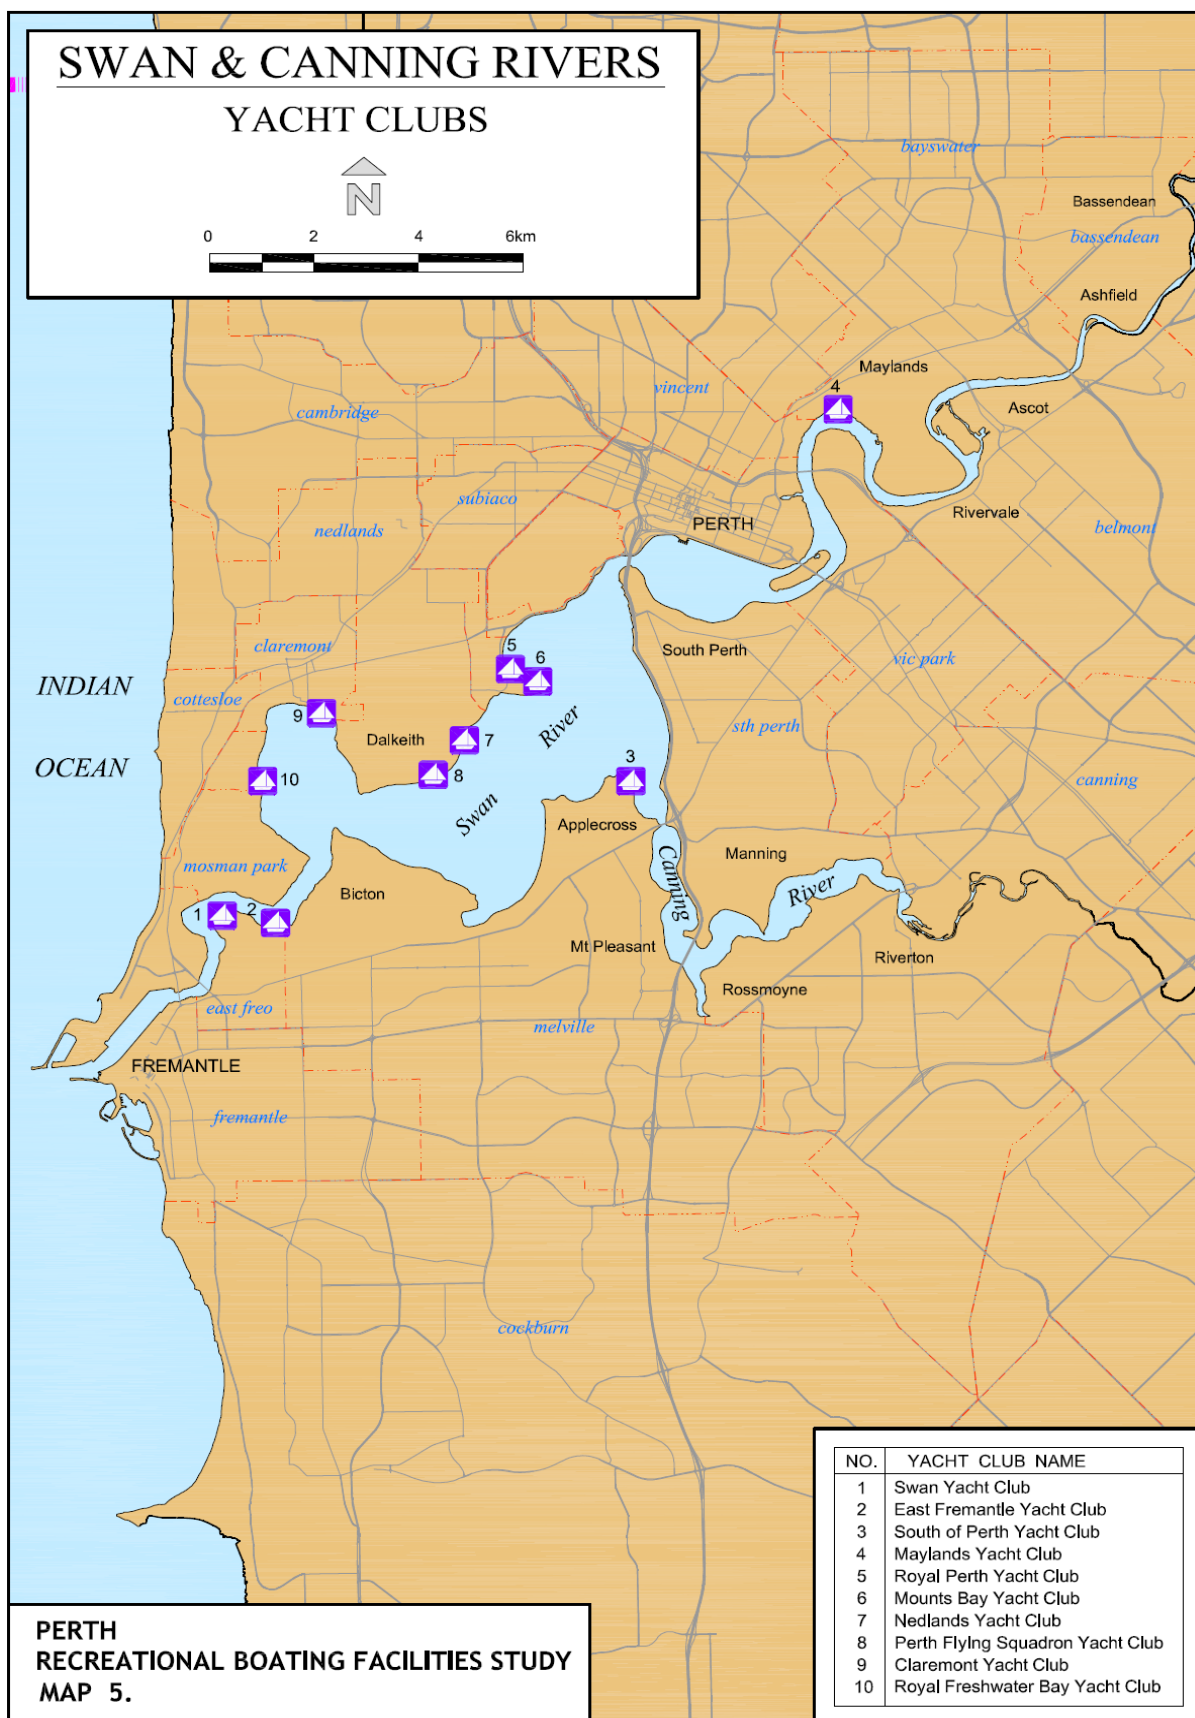 SWAN & CANNING RIVERS
YACHT CLUBS
N
0 2 4 6km
bayswater
Bassendean
bassendean
Ashfield
Maylands
4
vincent
cambridge
Ascot
subiaco
nedlands
PERTH
Rivervale
belmont
claremont
5
6
South Perth
vic park
INDIAN
cottesloe
9
Dalkeith
7
River
sth perth
OCEAN
10
8
3
canning
Swan
Applecross
mosman park
Canning
Manning
Bicton
River
1
2
Mt Pleasant
Riverton
Rossmoyne
east freo
melville
FREMANTLE
fremantle
cockburn
NO. YACHT CLUB NAME
1 Swan Yacht Club
2 East Fremantle Yacht Club
3 South of Perth Yacht Club
4 Maylands Yacht Club
5 Royal Perth Yacht Club
6 Mounts Bay Yacht Club
7 Nedlands Yacht Club
8 Perth Flying Squadron Yacht Club
9 Claremont Yacht Club
10 Royal Freshwater Bay Yacht Club
PERTH
RECREATIONAL BOATING FACILITIES STUDY
MAP 5.